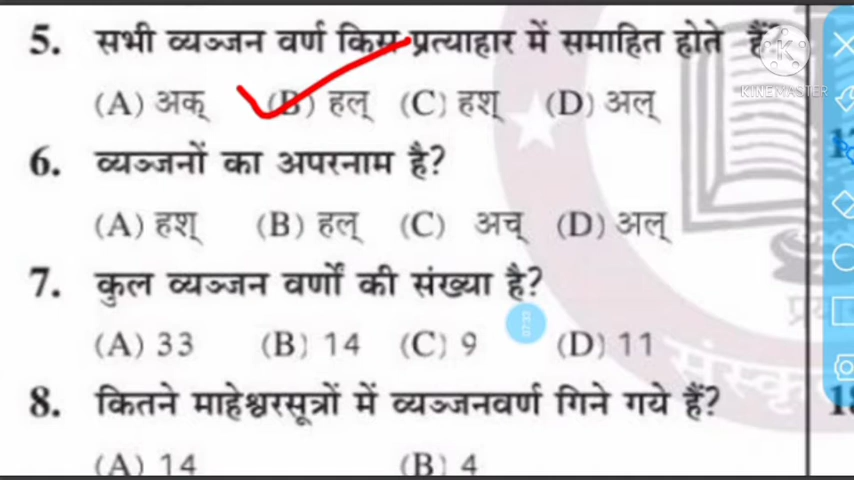 5. सभी व्यञ्जन वर्ण किस प्रत्याहार में समाहित होते हैं?
(A) अक् (B) हल् (C) हश् (D) अल्
6. व्यञ्जनों का अपरनाम है?
(A) हश् (B) हल् (C) अच् (D) अल्
7. कुल व्यञ्जन वर्णों की संख्या है?
(A) 33 (B) 14 (C) 9 (D) 11
8. कितने माहेश्वरसूत्रों में व्यञ्जनवर्ण गिने गये हैं?
(A) 14 (B) 4
KINEMASTER